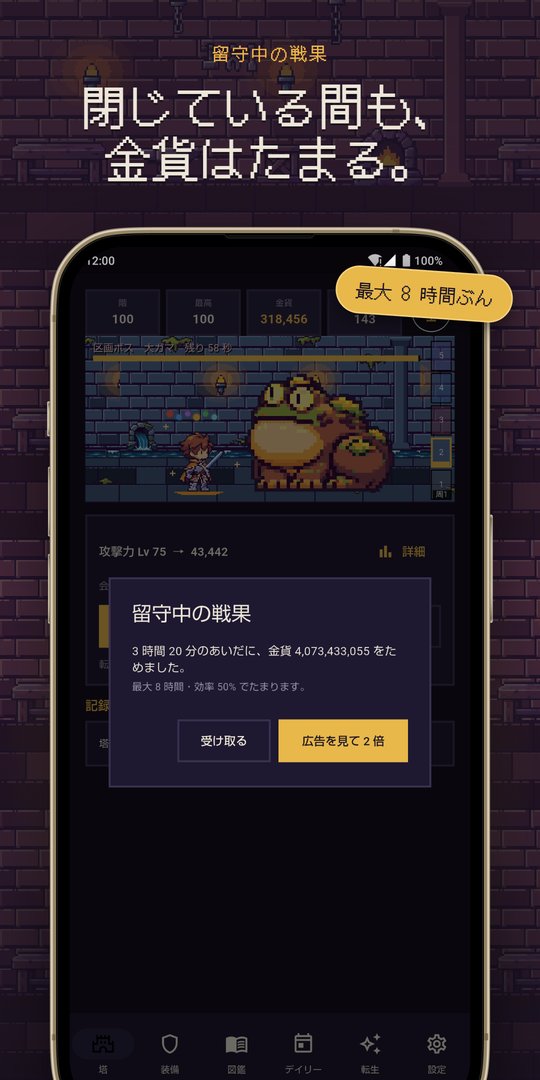 留守中の戦果
閉じている間も、
金貨はたまる。
12:00
100%
最大 8 時間ぶん
階
最高
金貨
100
100
318,456
143
区画ボス 大ガマ 残り 58 秒
5
4
3
2
1
周1
攻撃力 Lv 75 → 43,442
詳細
留守中の戦果
3 時間 20 分のあいだに、金貨 4,073,433,055 をた
めました。
最大 8 時間・効率 50% でたまります。
受け取る
広告を見て 2 倍
転
記録
塔
塔
装備
図鑑
デイリー
転生
設定